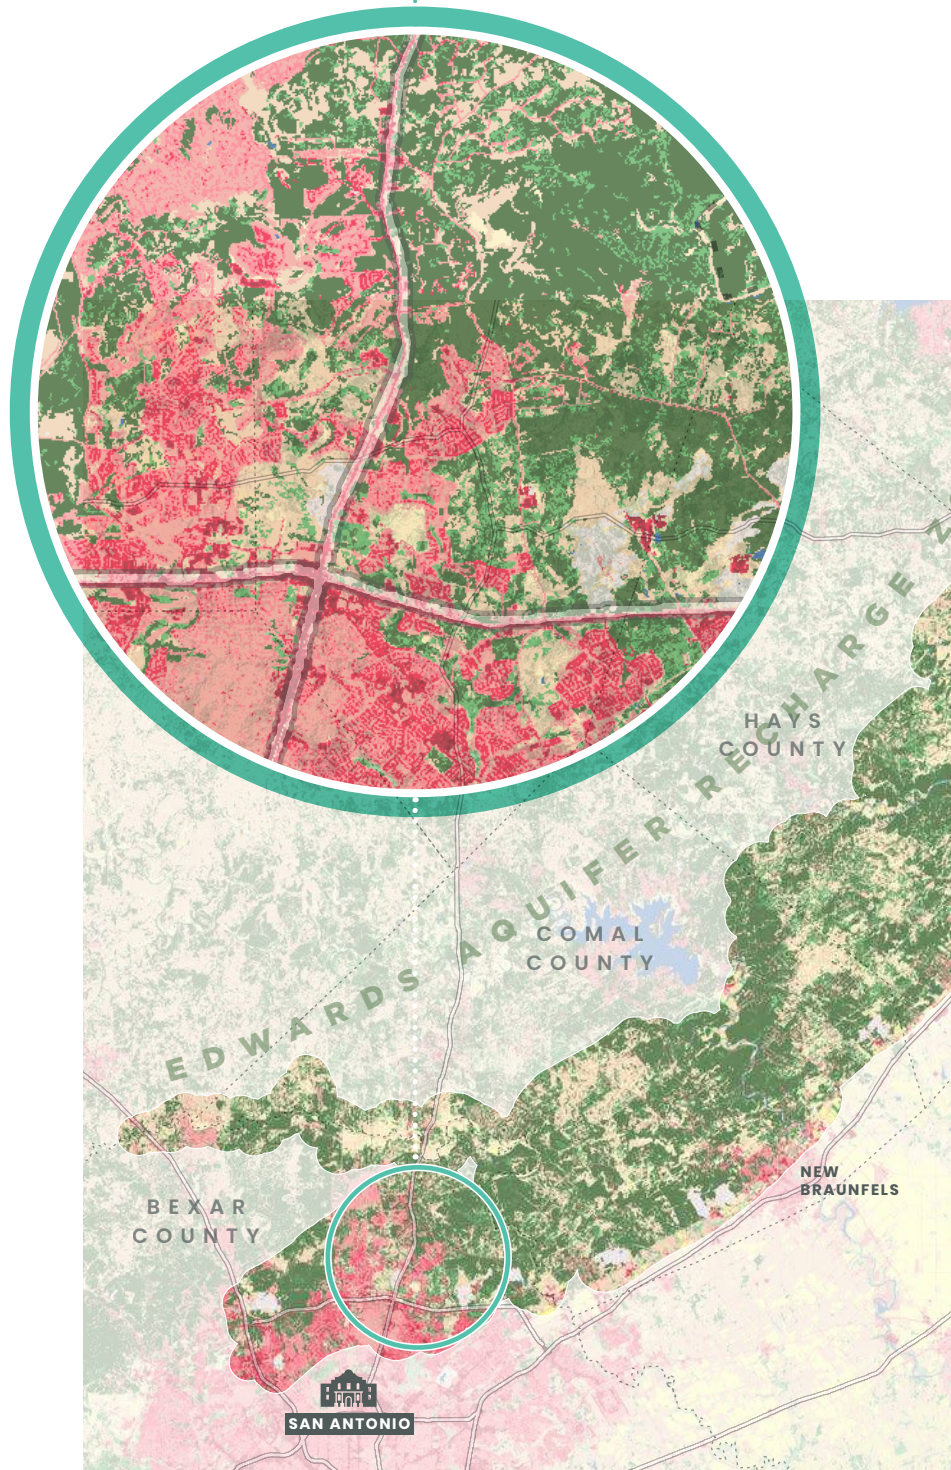 HAYS
COUNTY
EDWARDS AQUIFER RECHARGE
COMAL
COUNTY
NEW
BRAUNFELS
BEXAR
COUNTY
SAN ANTONIO